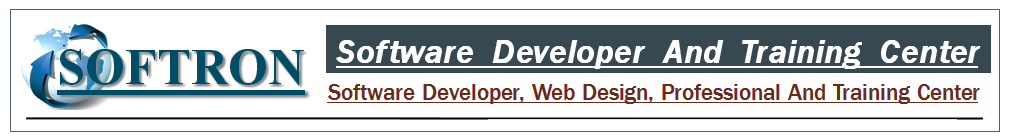 SOFTRON
Software Developer And Training Center
Software Developer, Web Design, Professional And Training Center